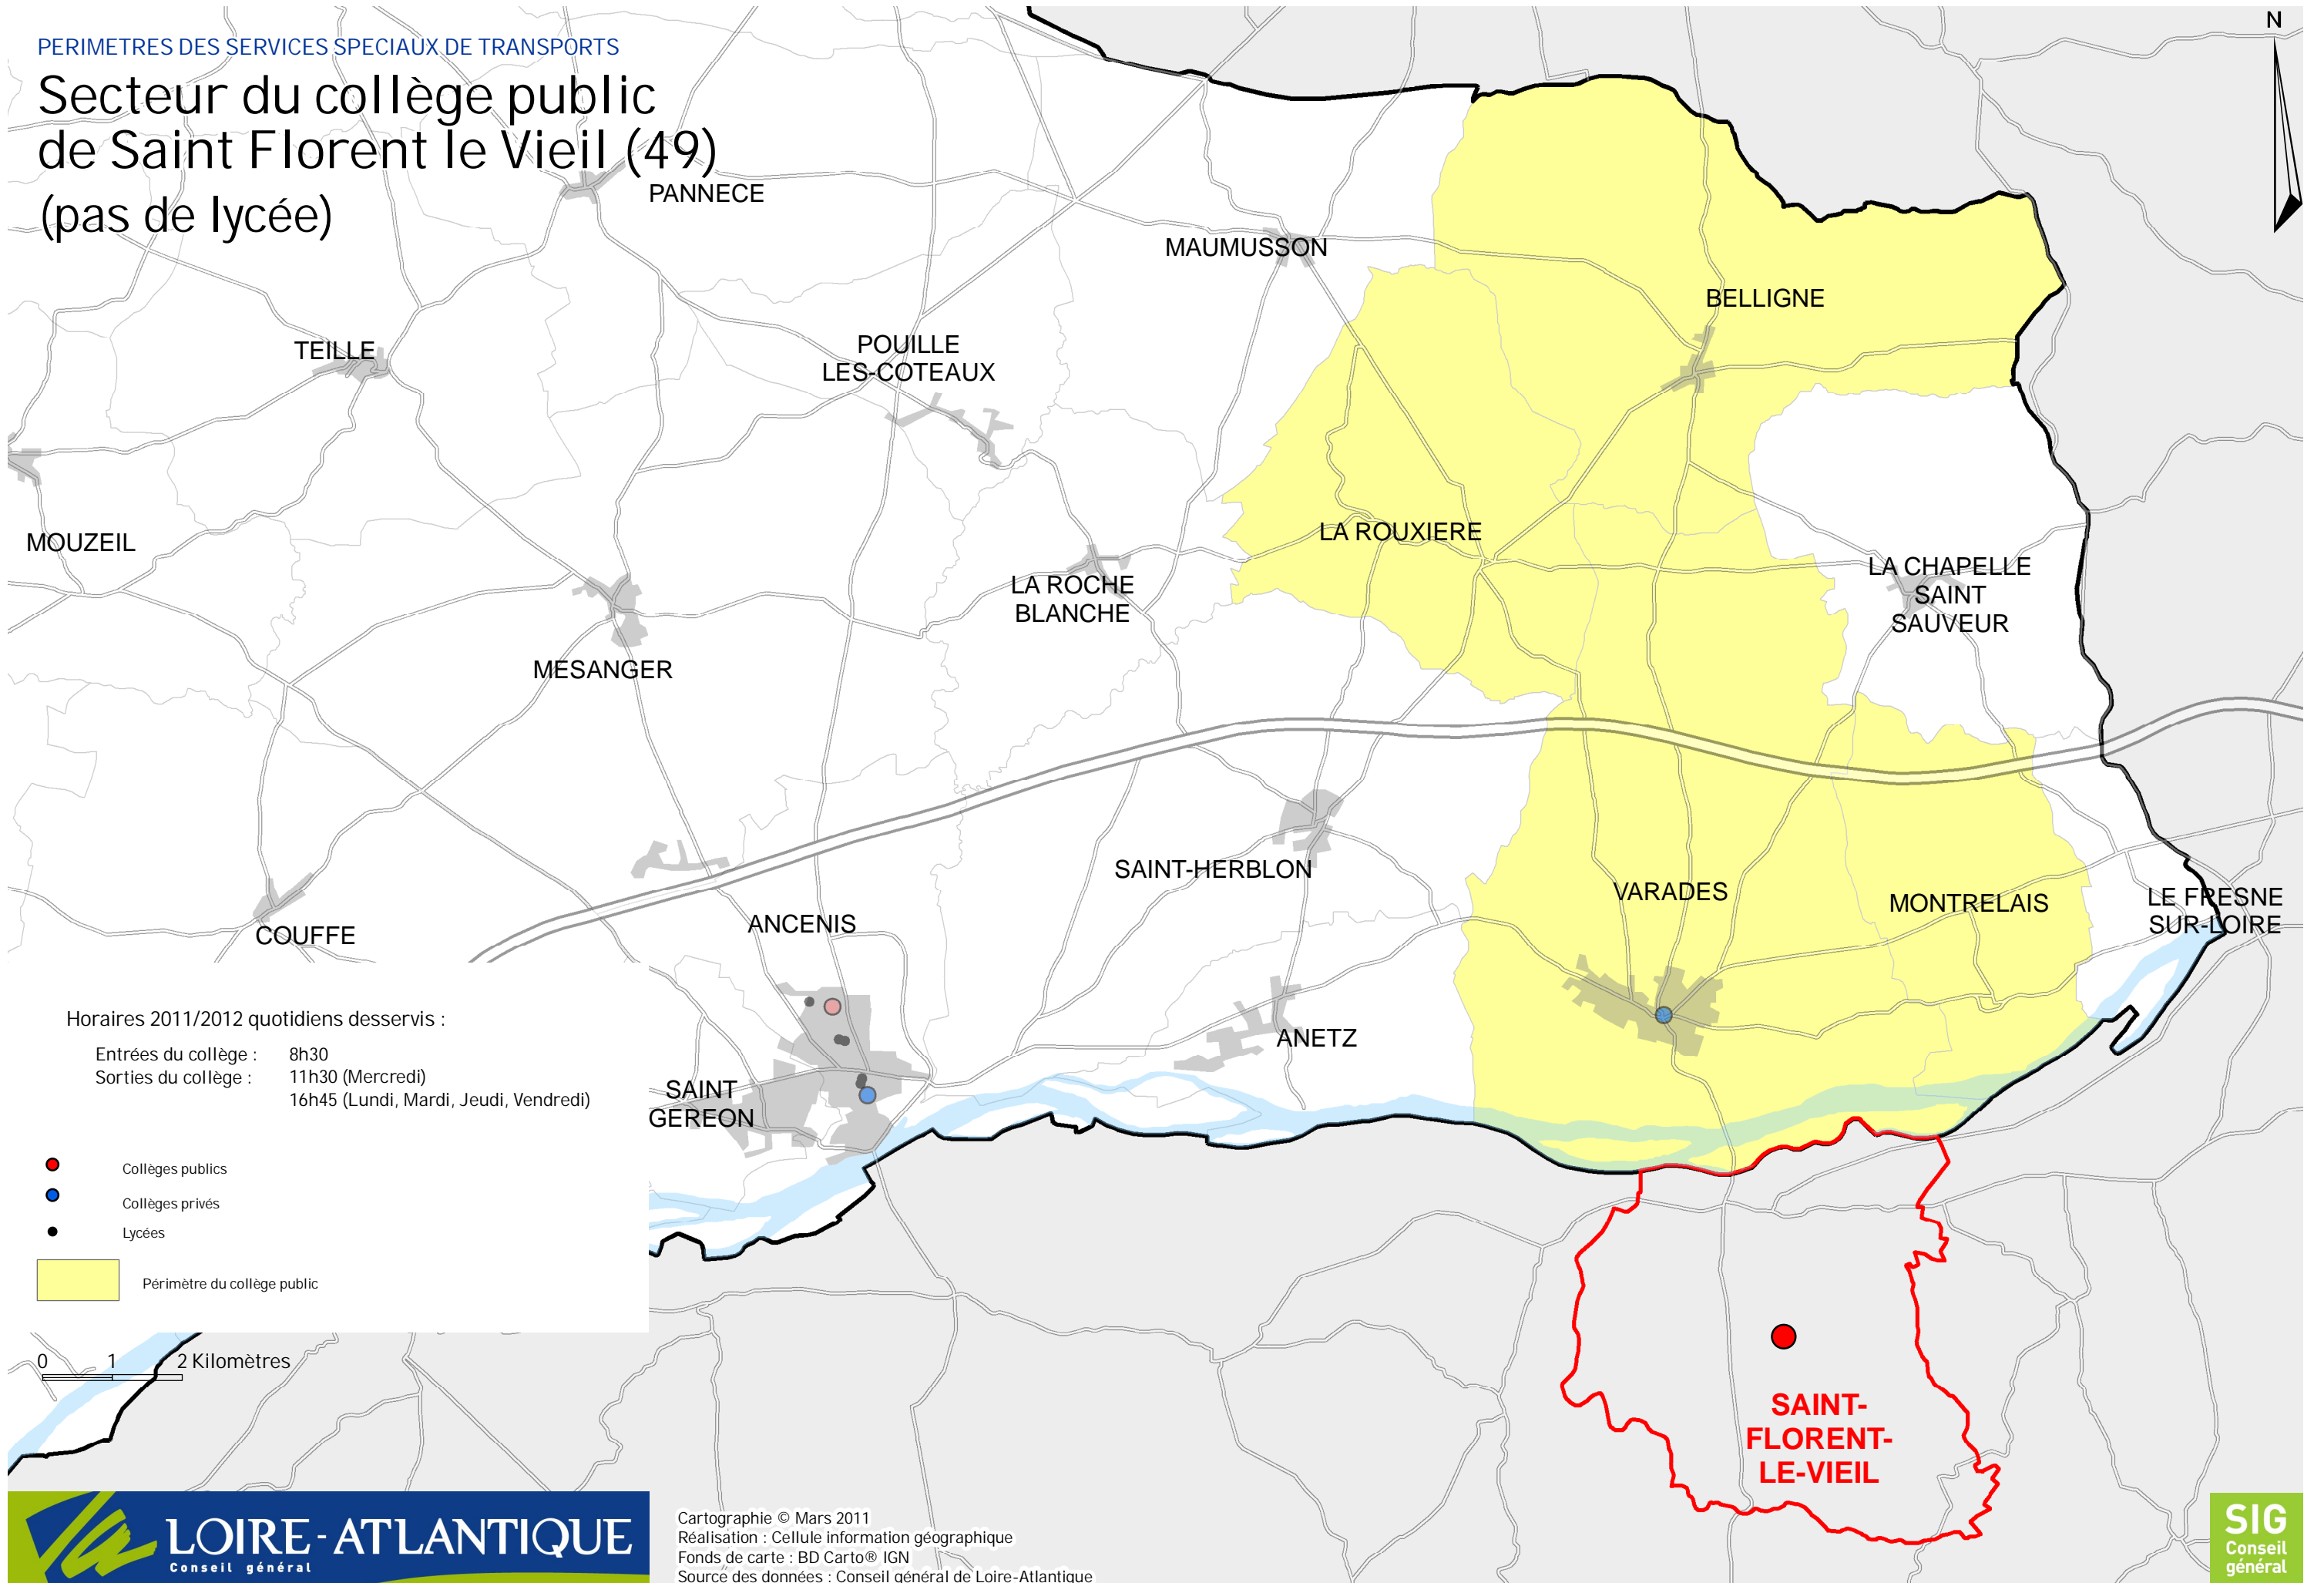 PERIMETRES DES SERVICES SPECIAUX DE TRANSPORTS
Secteur du collège public
de Saint Florent le Vieil (49)
(pas de lycée)
N
PANNECE
MAUMUSSON
BELLIGNE
TEILLE
POUILLE
LES-COTEAUX
MOUZEIL
LA ROUXIERE
LA ROCHE
BLANCHE
LA CHAPELLE
SAINT
SAUVEUR
MESANGER
SAINT-HERBLON
VARADES
MONTRELAIS
LE FRESNE
SUR-LOIRE
COUFFE
ANCENIS
ANETZ
SAINT
GEREON
Horaires 2011/2012 quotidiens desservis :
Entrées du collège : 8h30
Sorties du collège : 11h30 (Mercredi)
16h45 (Lundi, Mardi, Jeudi, Vendredi)
Collèges publics
Collèges privés
Lycées
Périmètre du collège public
0 1 2 Kilomètres
SAINT-
FLORENT-
LE-VIEIL
LOIRE-ATLANTIQUE
Conseil général
Cartographie © Mars 2011
Réalisation : Cellule information géographique
Fonds de carte : BD Carto® IGN
Source des données : Conseil général de Loire-Atlantique
SIG
Conseil
général